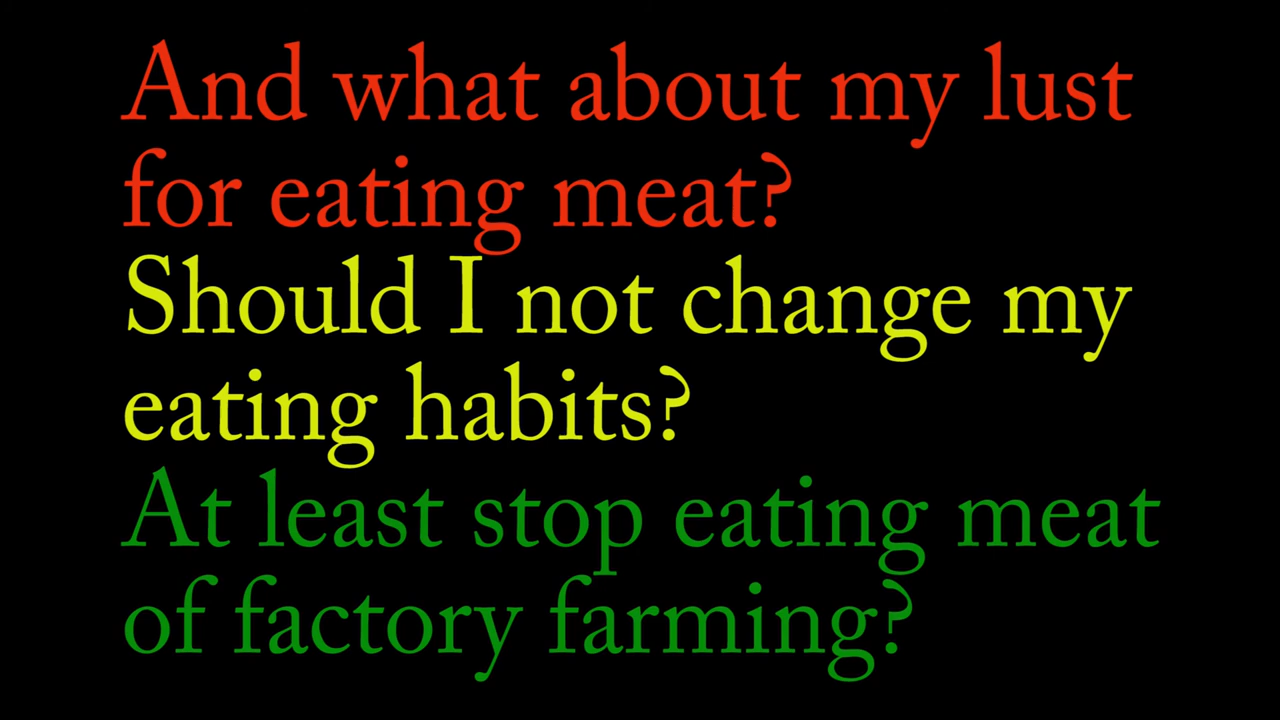 And what about my lust
for eating meat?
Should I not change my
eating habits?
At least stop eating meat
of factory farming?